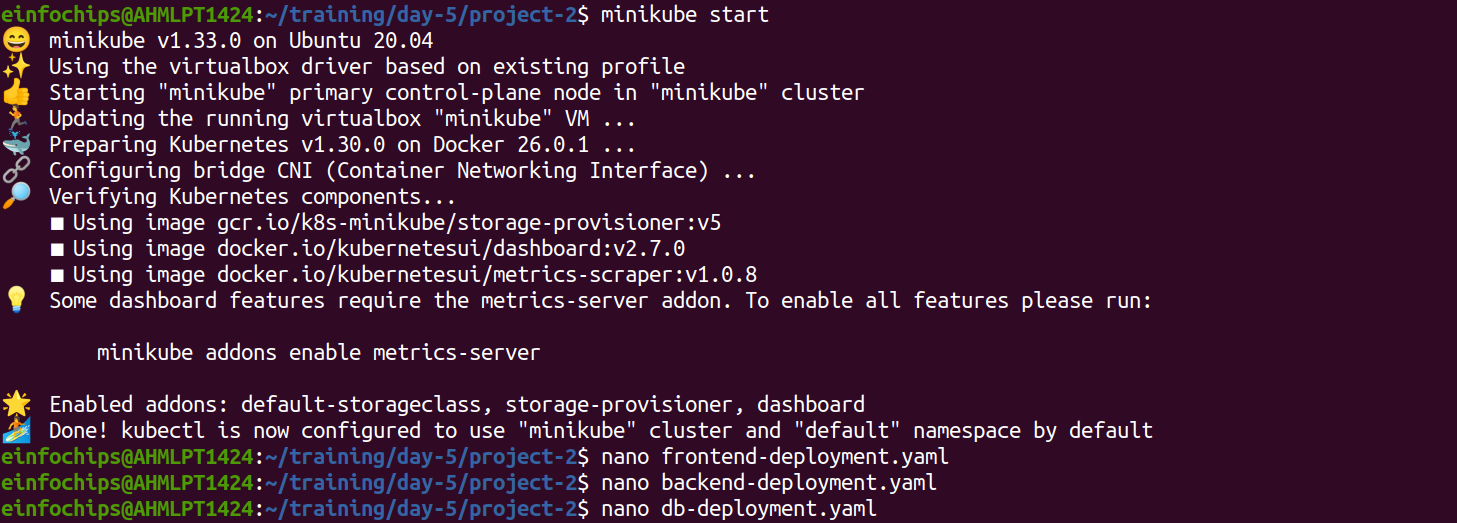 einfochips@AHMLPT1424:~/training/day-5/project-2$ minikube start
😄 minikube v1.33.0 on Ubuntu 20.04
✨ Using the virtualbox driver based on existing profile
👍 Starting "minikube" primary control-plane node in "minikube" cluster
🏃 Updating the running virtualbox "minikube" VM ...
🐳 Preparing Kubernetes v1.30.0 on Docker 26.0.1 ...
🔗 Configuring bridge CNI (Container Networking Interface) ...
🔎 Verifying Kubernetes components...
■ Using image gcr.io/k8s-minikube/storage-provisioner:v5
■ Using image docker.io/kubernetesui/dashboard:v2.7.0
■ Using image docker.io/kubernetesui/metrics-scraper:v1.0.8
💡 Some dashboard features require the metrics-server addon. To enable all features please run:
minikube addons enable metrics-server
🌟 Enabled addons: default-storageclass, storage-provisioner, dashboard
🏄 Done! kubectl is now configured to use "minikube" cluster and "default" namespace by default
einfochips@AHMLPT1424:~/training/day-5/project-2$ nano frontend-deployment.yaml
einfochips@AHMLPT1424:~/training/day-5/project-2$ nano backend-deployment.yaml
einfochips@AHMLPT1424:~/training/day-5/project-2$ nano db-deployment.yaml